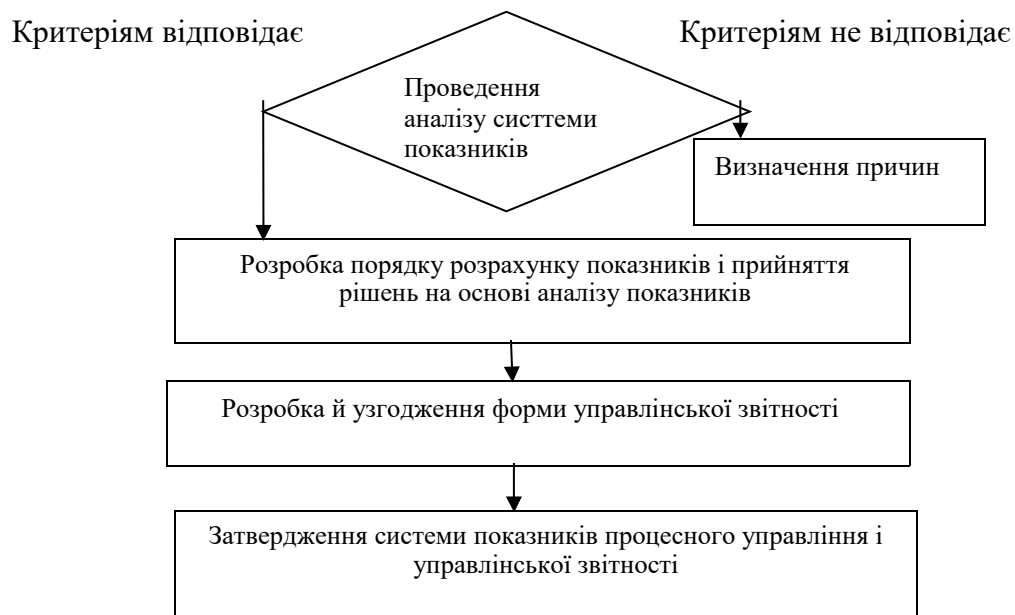 Критеріям відповідає
Критеріям не відповідає
Проведення
аналізу систтеми
показників
Визначення причин
Розробка порядку розрахунку показників і прийняття
рішень на основі аналізу показників
Розробка й узгодження форми управлінської звітності
Затвердження системи показників процесного управління і
управлінської звітності